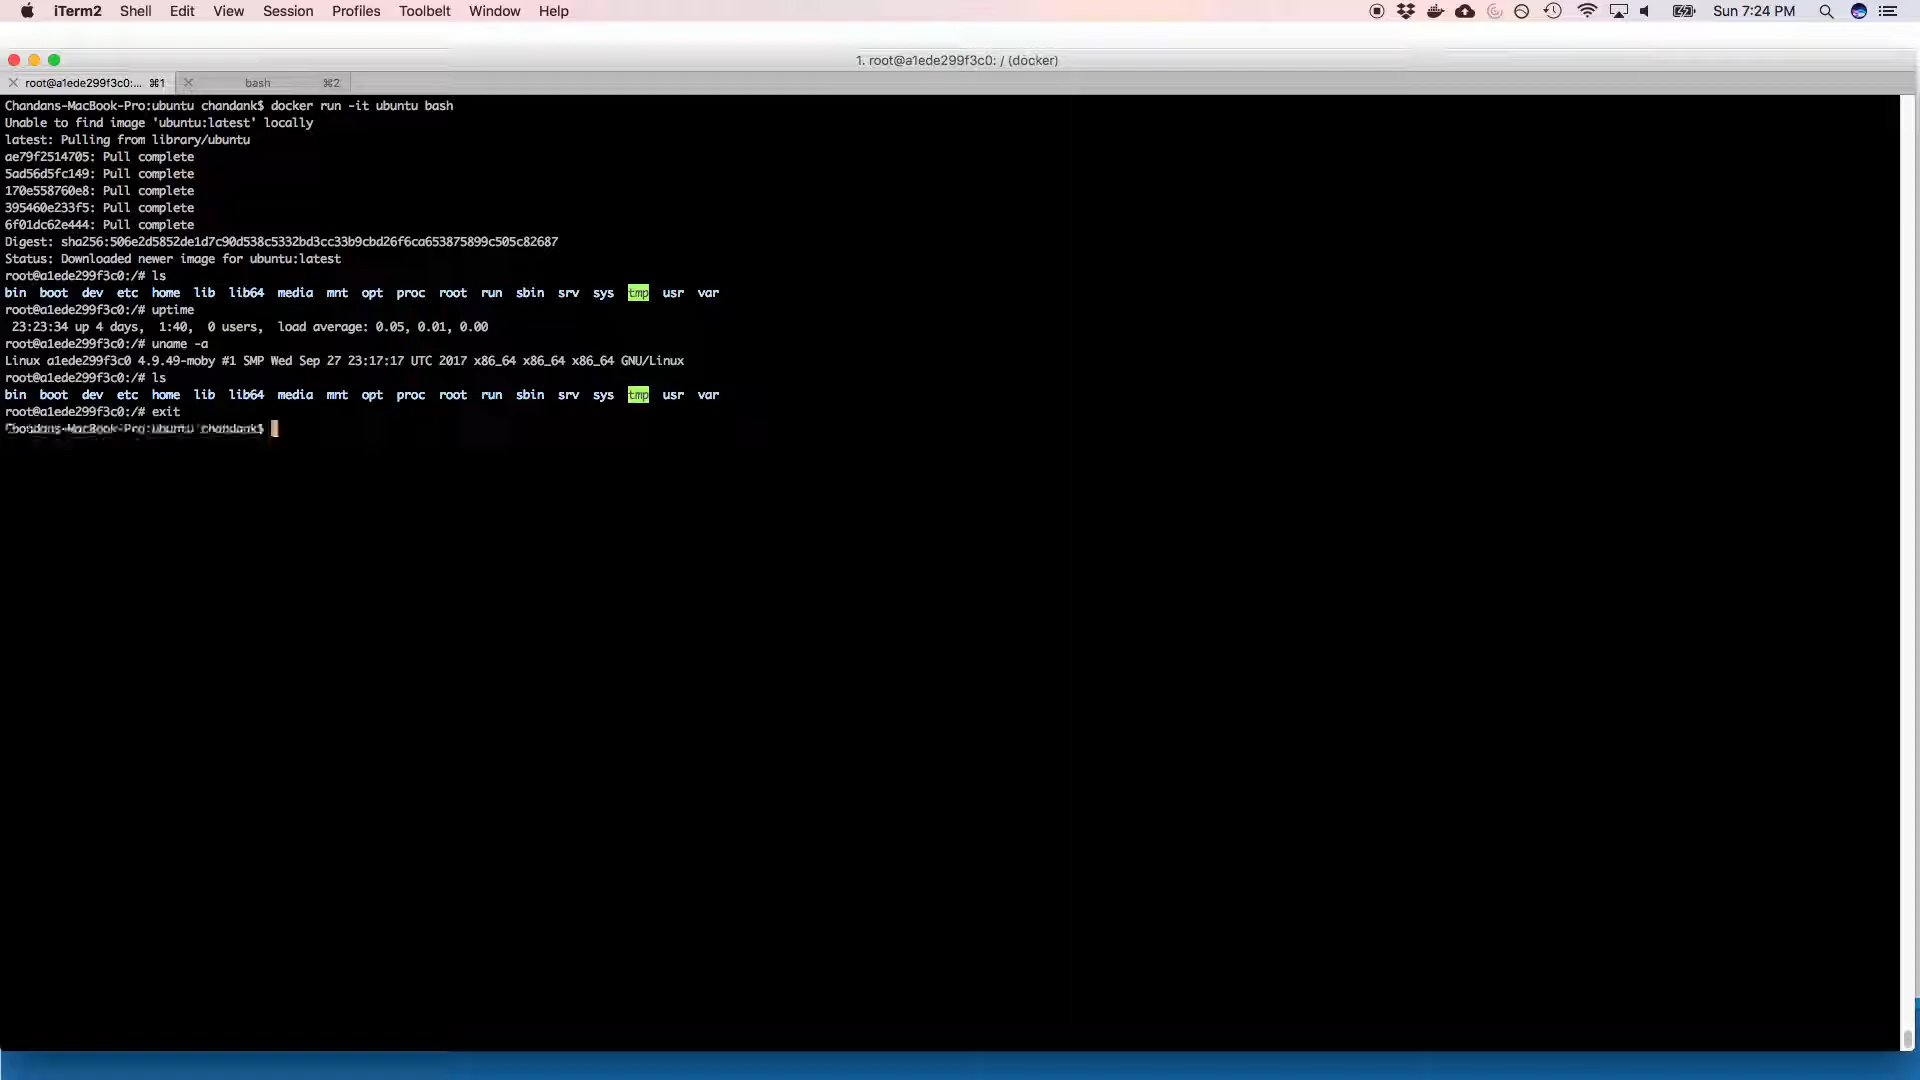 iTerm2 Shell Edit View Session Profiles Toolbelt Window Help Sun 7:24 PM
1. root@a1ede299f3c0: / (docker)
root@a1ede299f3c0:... ⌘1 bash ⌘2
Chandans-MacBook-Pro:ubuntu chandank$ docker run -it ubuntu bash
Unable to find image 'ubuntu:latest' locally
latest: Pulling from library/ubuntu
ae79f2514705: Pull complete
5ad56d5fc149: Pull complete
170e558760e8: Pull complete
395460e233f5: Pull complete
6f01dc62e444: Pull complete
Digest: sha256:506e2d5852de1d7c90d538c5332bd3cc33b9cbd26f6ca653875899c505c82687
Status: Downloaded newer image for ubuntu:latest
root@a1ede299f3c0:/# ls
bin boot dev etc home lib lib64 media mnt opt proc root run sbin srv sys tmp usr var
root@a1ede299f3c0:/# uptime
23:23:34 up 4 days, 1:40, 0 users, load average: 0.05, 0.01, 0.00
root@a1ede299f3c0:/# uname -a
Linux a1ede299f3c0 4.9.49-moby #1 SMP Wed Sep 27 23:17:17 UTC 2017 x86_64 x86_64 x86_64 GNU/Linux
root@a1ede299f3c0:/# ls
bin boot dev etc home lib lib64 media mnt opt proc root run sbin srv sys tmp usr var
root@a1ede299f3c0:/# exit
Chandans-MacBook-Pro:ubuntu chandank$